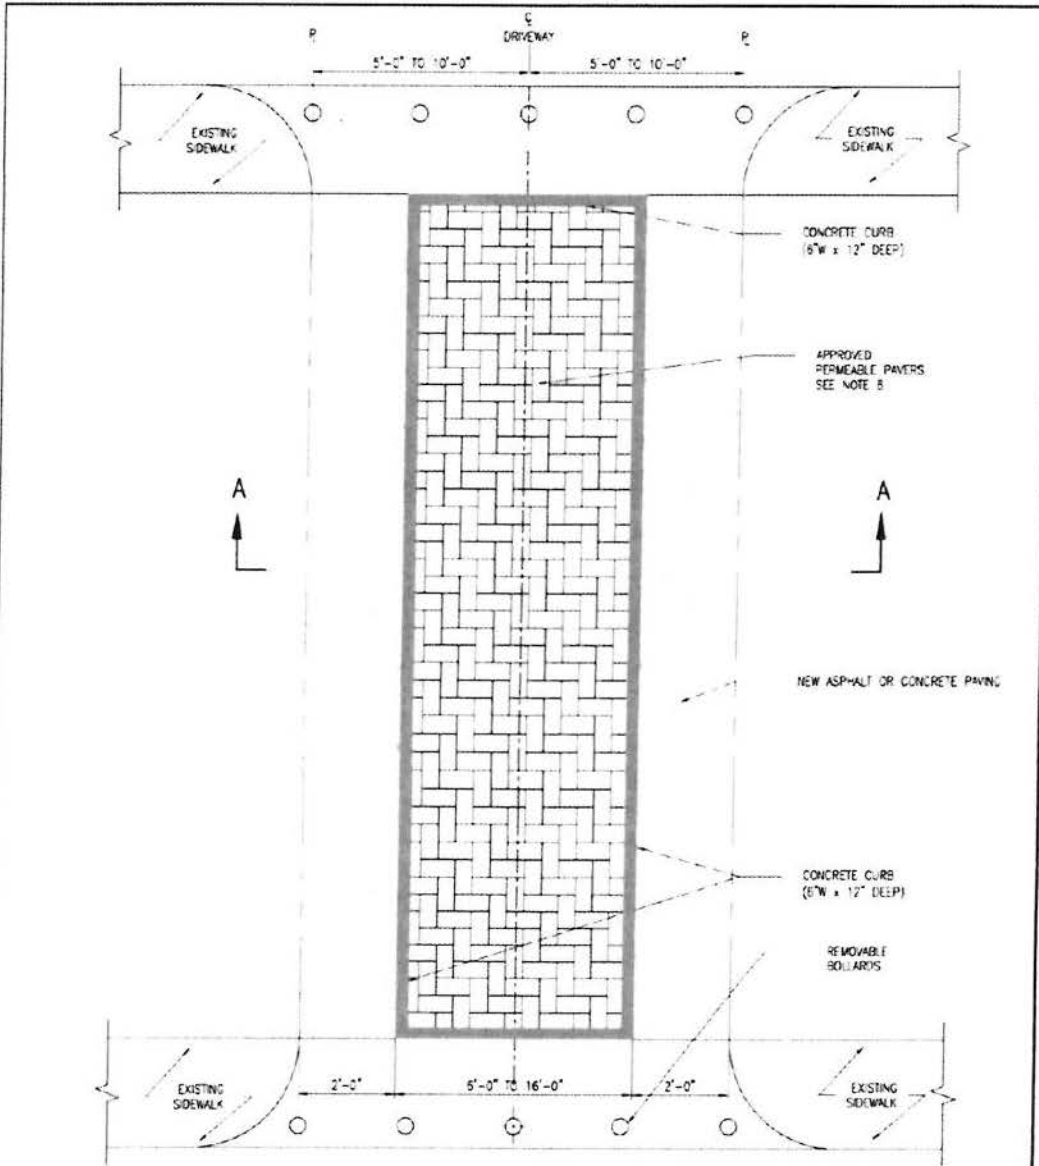 ℄
DRIVEWAY
P P
5'-0" TO 10'-0" 5'-0" TO 10'-0"
EXISTING
SIDEWALK
EXISTING
SIDEWALK
CONCRETE CURB
(6"W x 12" DEEP)
APPROVED
PERMEABLE PAVERS
SEE NOTE
A A
NEW ASPHALT OR CONCRETE PAVING
CONCRETE CURB
(6"W x 12" DEEP)
REMOVABLE
BOLLARDS
EXISTING
SIDEWALK
2'-0" 6'-0" TO 16'-0" 2'-0"
EXISTING
SIDEWALK